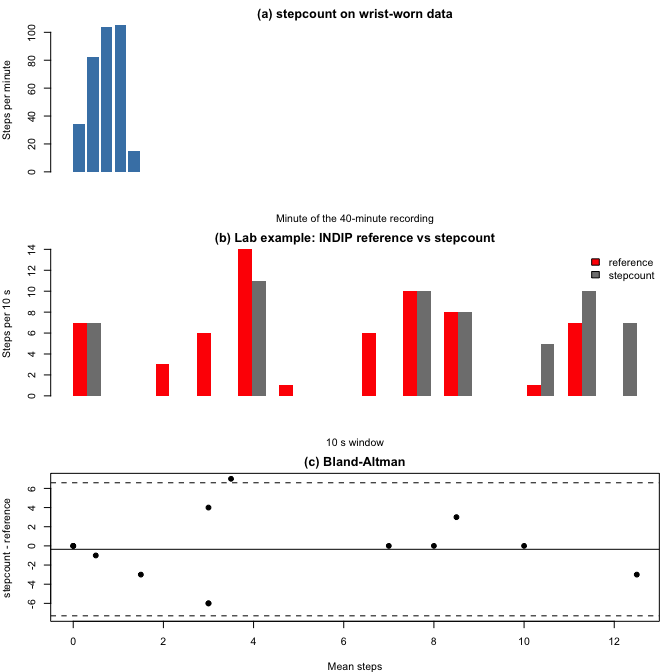 (a) stepcount on wrist-worn data
Steps per minute
0 20 40 60 80 100
Minute of the 40-minute recording
(b) Lab example: INDIP reference vs stepcount
Steps per 10 s
0 2 4 6 8 10 12 14
reference
stepcount
10 s window
(c) Bland-Altman
stepcount - reference
-6 -4 -2 0 2 4 6
0 2 4 6 8 10 12
Mean steps